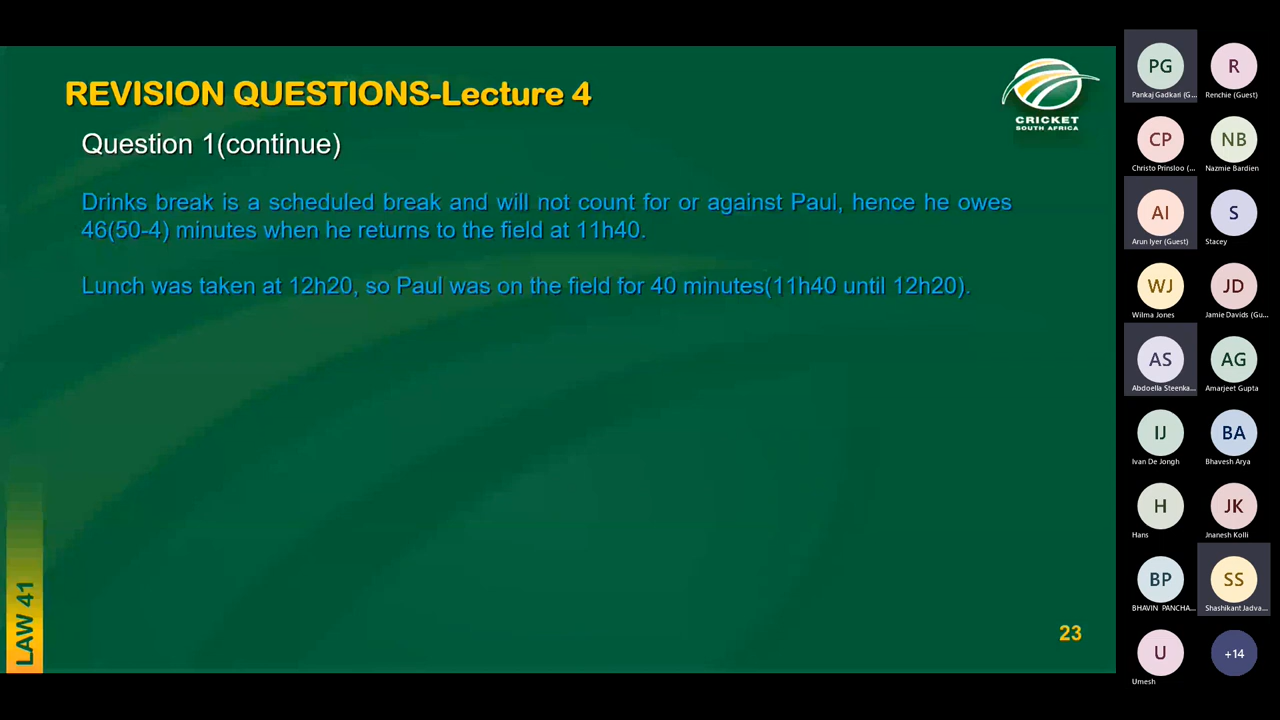 REVISION QUESTIONS-Lecture 4
CRICKET
SOUTH AFRICA
Question 1(continue)
Drinks break is a scheduled break and will not count for or against Paul, hence he owes
46(50-4) minutes when he returns to the field at 11h40.
Lunch was taken at 12h20, so Paul was on the field for 40 minutes(11h40 until 12h20).
LAW 41
23
PG
R
Pankaj Gadkari (G...
Renchie (Guest)
CP
NB
Christo Prinsloo (...
Nazmie Bardien
AI
S
Arun Iyer (Guest)
Stacey
WJ
JD
Wilma Jones
Jamie Davids (Gu...
AS
AG
Abdoella Steenka...
Amarjeet Gupta
IJ
BA
Ivan De Jongh
Bhavesh Arya
H
JK
Hans
Jnanesh Kolli
BP
SS
BHAVIN PANCHA...
Shashikant Jadva...
U
+14
Umesh